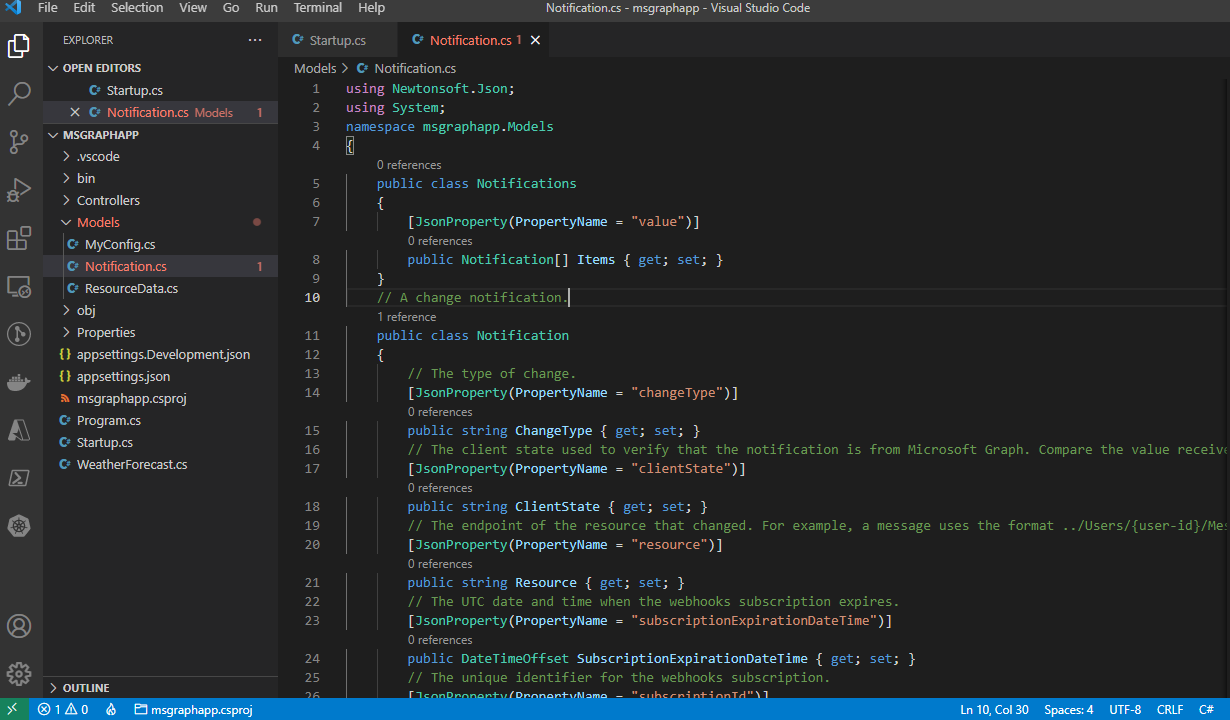 File Edit Selection View Go Run Terminal Help
Notification.cs - msgraphapp - Visual Studio Code
EXPLORER ···
OPEN EDITORS
Startup.cs
Notification.cs Models 1
MSGRAPHAPP
.vscode
bin
Controllers
Models
MyConfig.cs
Notification.cs 1
ResourceData.cs
obj
Properties
{} appsettings.Development.json
{} appsettings.json
msgraphapp.csproj
Program.cs
Startup.cs
WeatherForecast.cs
OUTLINE
Startup.cs
Notification.cs 1
Models > Notification.cs
1 using Newtonsoft.Json;
2 using System;
3 namespace msgraphapp.Models
4 {
0 references
5 public class Notifications
6 {
7 [JsonProperty(PropertyName = "value")]
0 references
8 public Notification[] Items { get; set; }
9 }
10 // A change notification.
1 reference
11 public class Notification
12 {
13 // The type of change.
14 [JsonProperty(PropertyName = "changeType")]
0 references
15 public string ChangeType { get; set; }
16 // The client state used to verify that the notification is from Microsoft Graph. Compare the value receive
17 [JsonProperty(PropertyName = "clientState")]
0 references
18 public string ClientState { get; set; }
19 // The endpoint of the resource that changed. For example, a message uses the format ../Users/{user-id}/Mes
20 [JsonProperty(PropertyName = "resource")]
0 references
21 public string Resource { get; set; }
22 // The UTC date and time when the webhooks subscription expires.
23 [JsonProperty(PropertyName = "subscriptionExpirationDateTime")]
0 references
24 public DateTimeOffset SubscriptionExpirationDateTime { get; set; }
25 // The unique identifier for the webhooks subscription.
26 [JsonProperty(PropertyName = "subscriptionId")]
1 0 msgraphapp.csproj
Ln 10, Col 30 Spaces: 4 UTF-8 CRLF C#